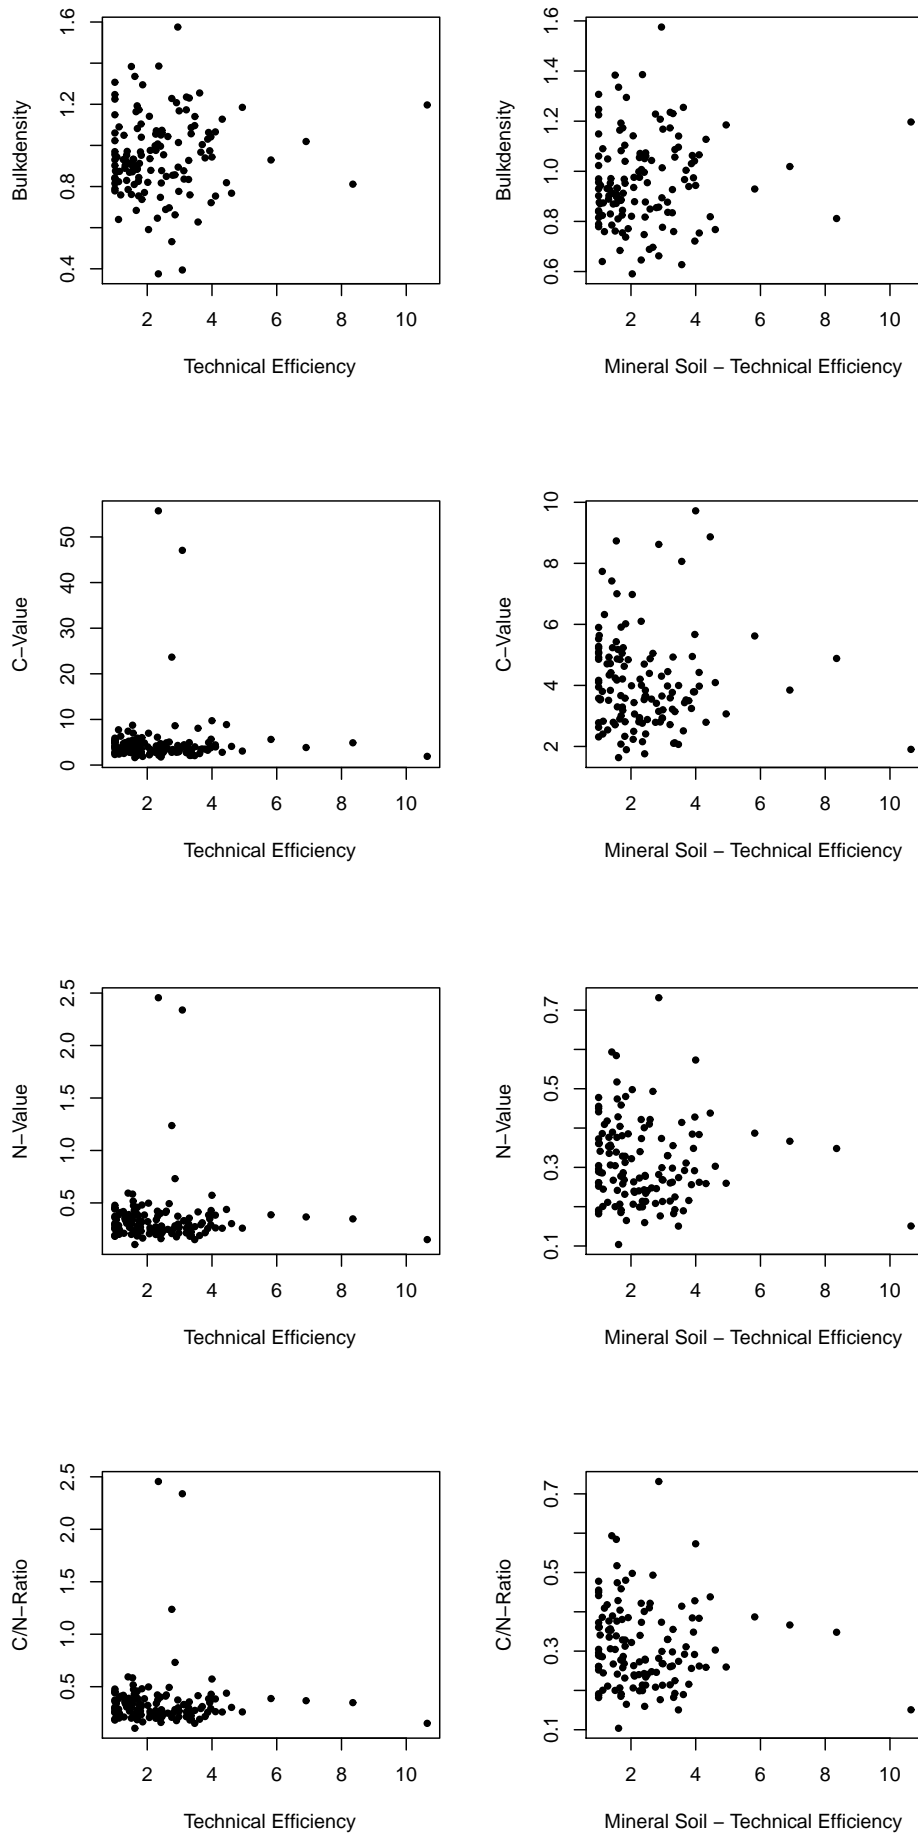 Bulkdensity
0.4 0.8 1.2 1.6
2 4 6 8 10
Technical Efficiency
Bulkdensity
0.6 0.8 1.0 1.2 1.4 1.6
2 4 6 8 10
Mineral Soil – Technical Efficiency
C–Value
0 10 20 30 40 50
2 4 6 8 10
Technical Efficiency
C–Value
2 4 6 8 10
2 4 6 8 10
Mineral Soil – Technical Efficiency
N–Value
0.5 1.0 1.5 2.0 2.5
2 4 6 8 10
Technical Efficiency
N–Value
0.1 0.3 0.5 0.7
2 4 6 8 10
Mineral Soil – Technical Efficiency
C/N–Ratio
0.5 1.0 1.5 2.0 2.5
2 4 6 8 10
Technical Efficiency
C/N–Ratio
0.1 0.3 0.5 0.7
2 4 6 8 10
Mineral Soil – Technical Efficiency